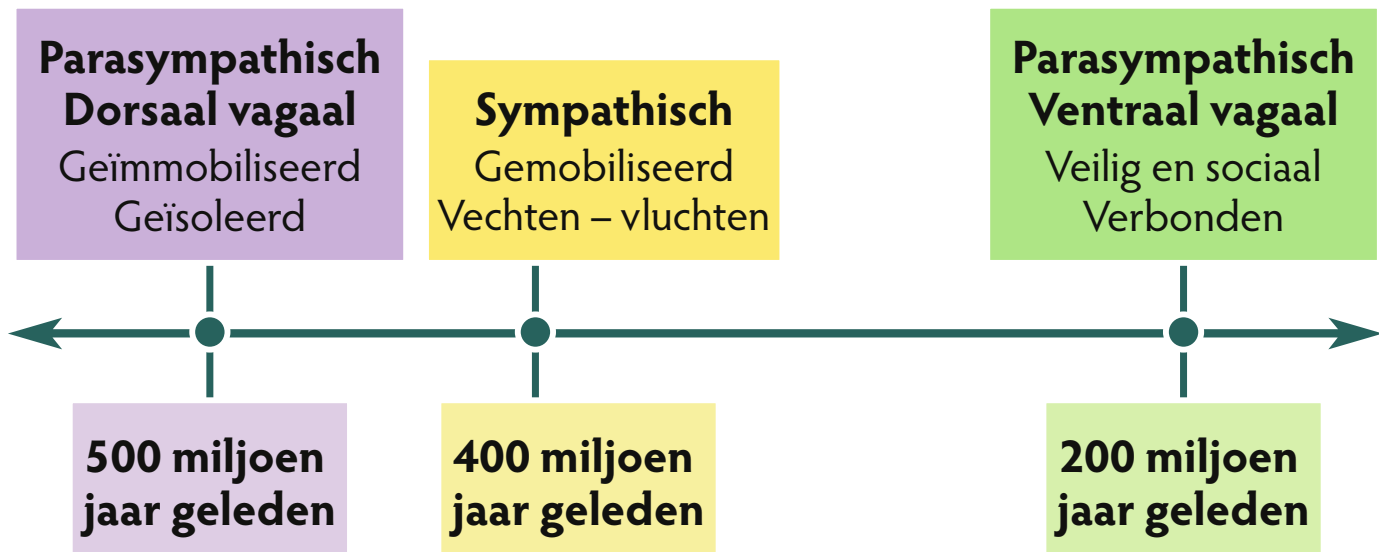 Parasympathisch
Dorsaal vagaal
Geïmmobiliseerd
Geïsoleerd
Sympathisch
Gemobiliseerd
Vechten – vluchten
Parasympathisch
Ventraal vagaal
Veilig en sociaal
Verbonden
500 miljoen
jaar geleden
400 miljoen
jaar geleden
200 miljoen
jaar geleden